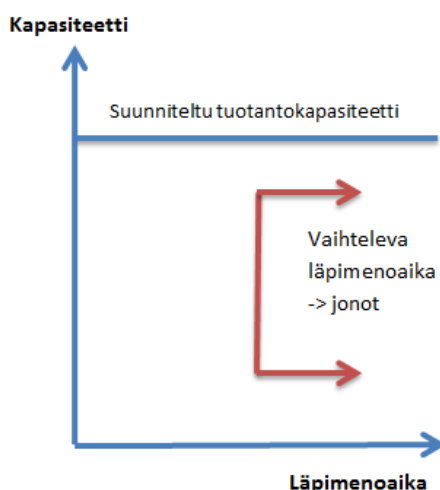 Kapasiteetti
Suunniteltu tuotantokapasiteetti
Vaihteleva
läpimenoaika
-> jonot
Läpimenoaika